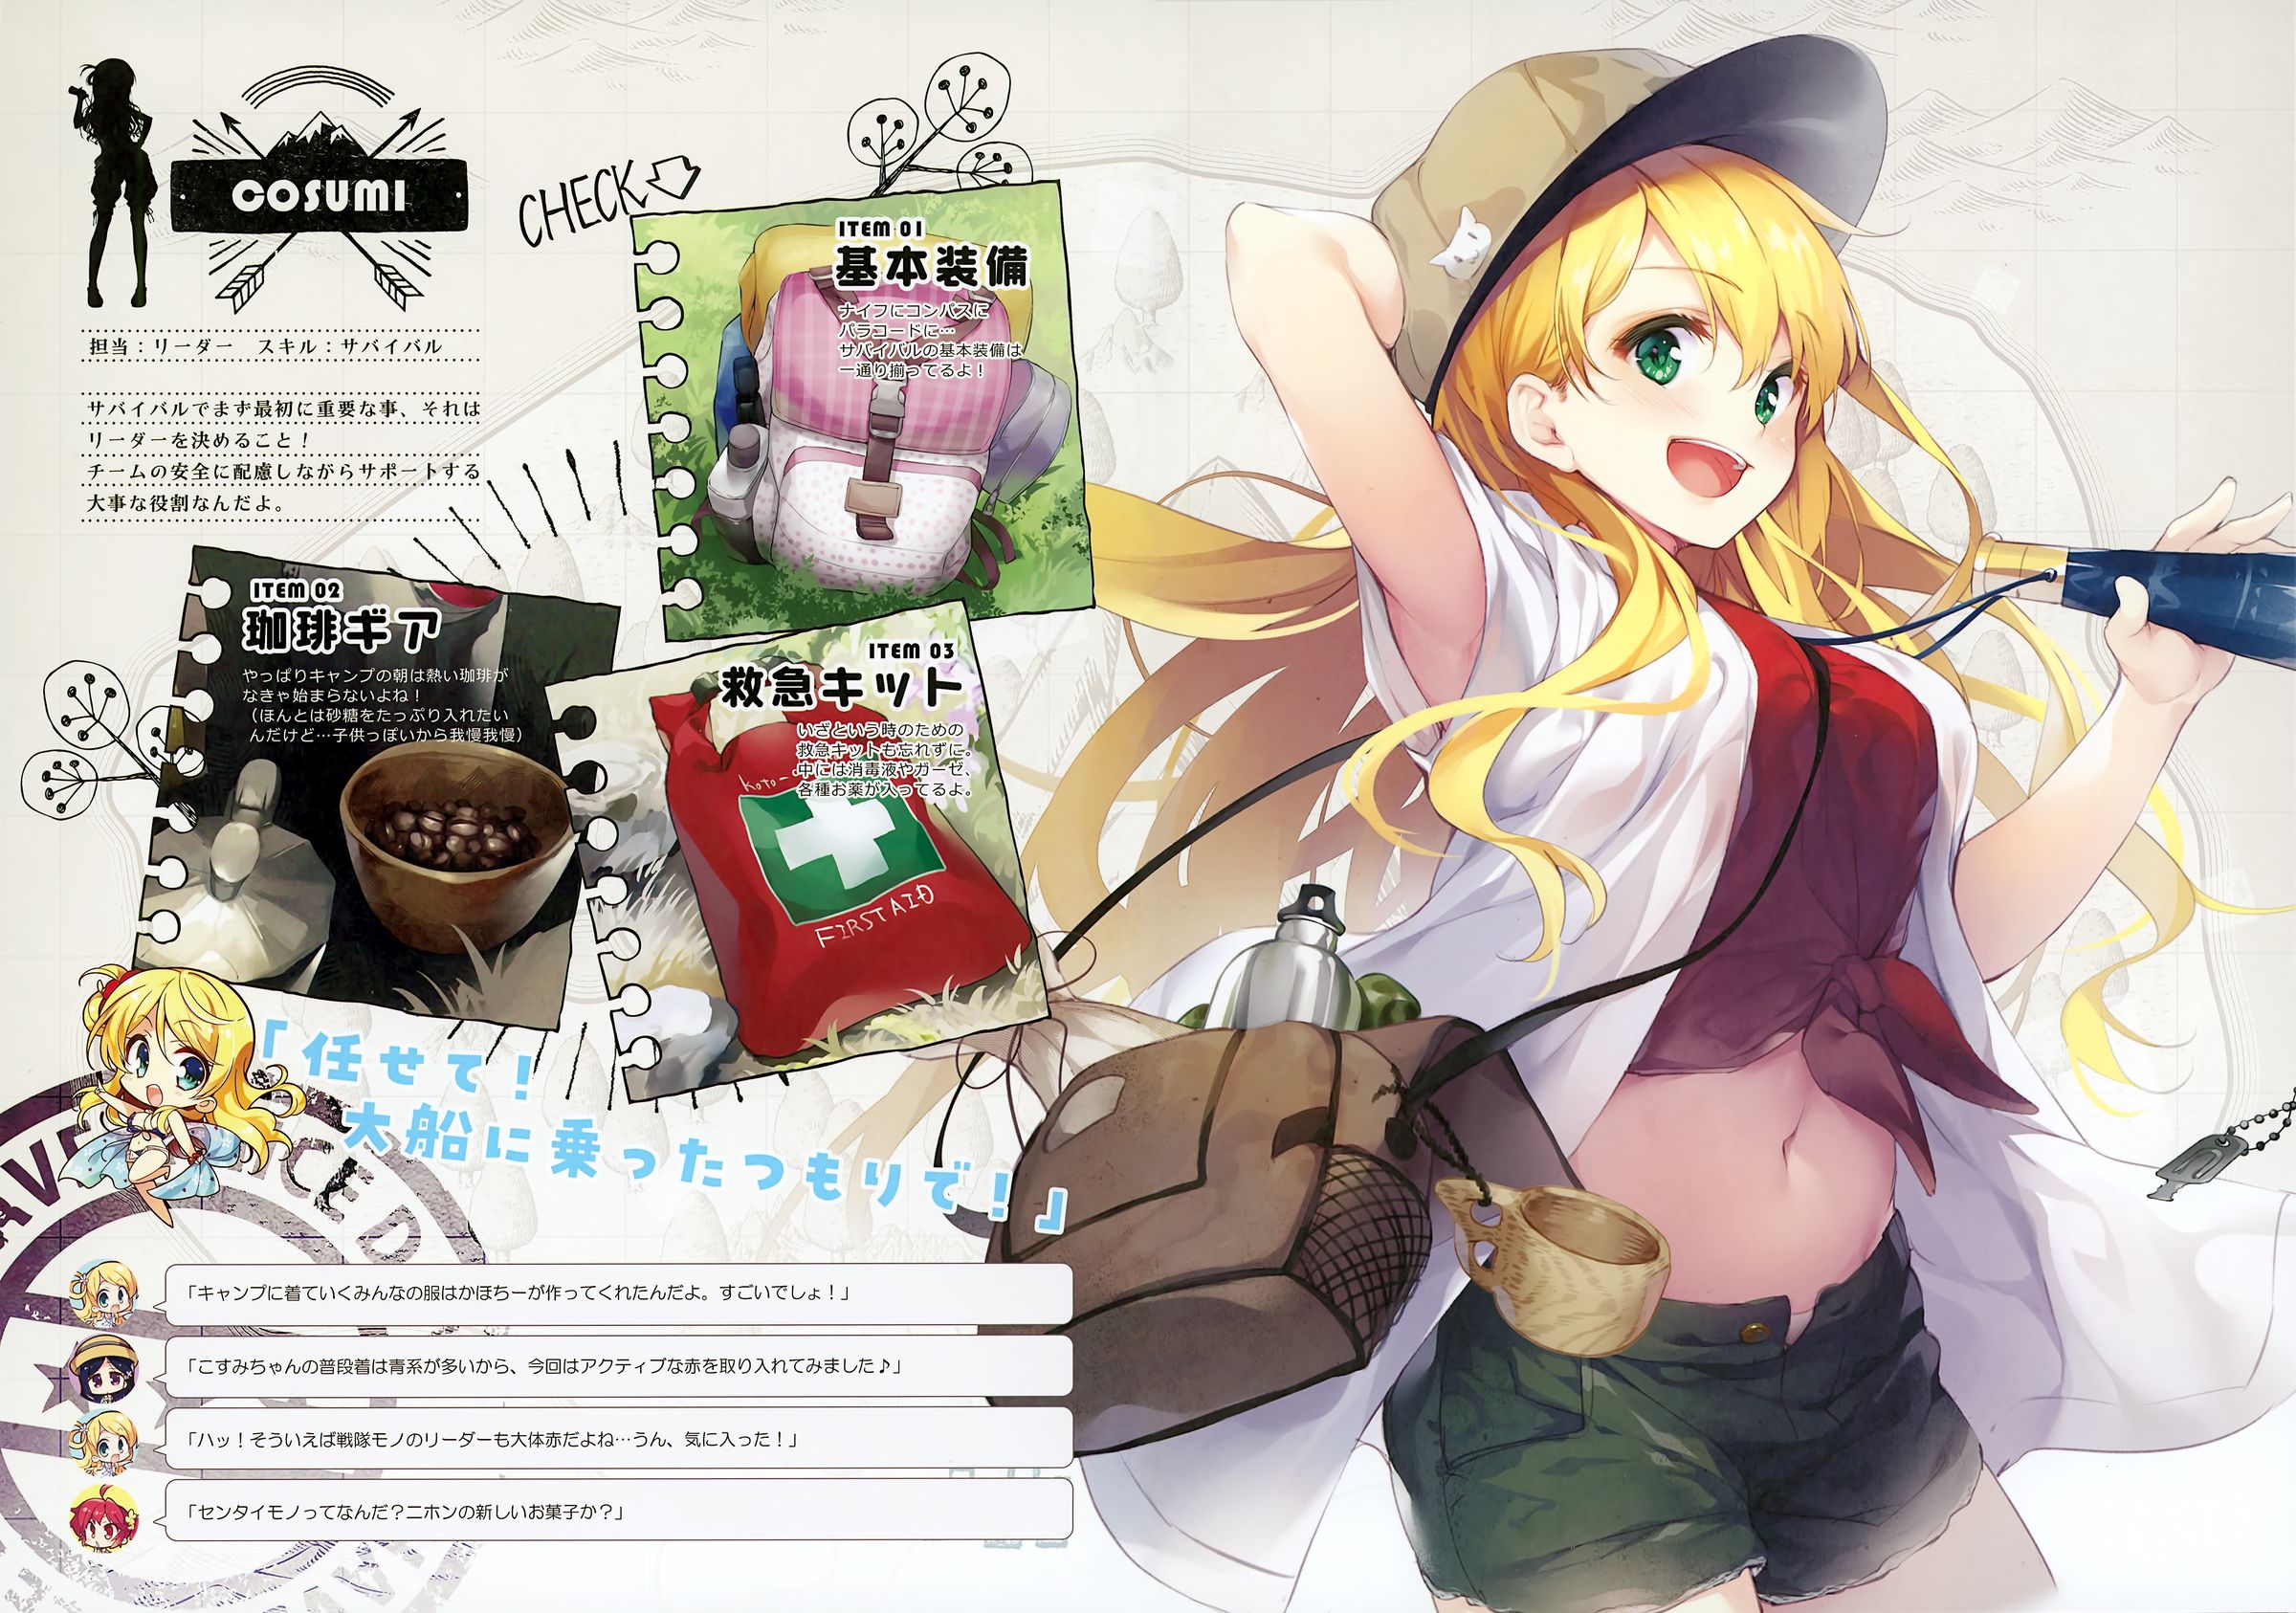 COSUMI
担当：リーダー　スキル：サバイバル
サバイバルでまず最初に重要な事、それは
リーダーを決めること！
チームの安全に配慮しながらサポートする
大事な役割なんだよ。
CHECK
ITEM 01
基本装備
ナイフにコンパスに
パラコードに…
サバイバルの基本装備は
一通り揃ってるよ！
ITEM 02
珈琲ギア
やっぱりキャンプの朝は熱い珈琲が
なきゃ始まらないよね！
（ほんとは砂糖をたっぷり入れたい
んだけど…子供っぽいから我慢我慢）
ITEM 03
救急キット
いざという時のための
救急キットも忘れずに。
中には消毒液やガーゼ、
各種お薬が入ってるよ。
Koto-
FIRST AID
「任せて！
大船に乗ったつもりで！」
「キャンプに着ていくみんなの服はかほちーが作ってくれたんだよ。すごいでしょ！」
「こすみちゃんの普段着は青系が多いから、今回はアクティブな赤を取り入れてみました♪」
「ハッ！そういえば戦隊モノのリーダーも大体赤だよね…うん、気に入った！」
「センタイモノってなんだ？ニホンの新しいお菓子か？」